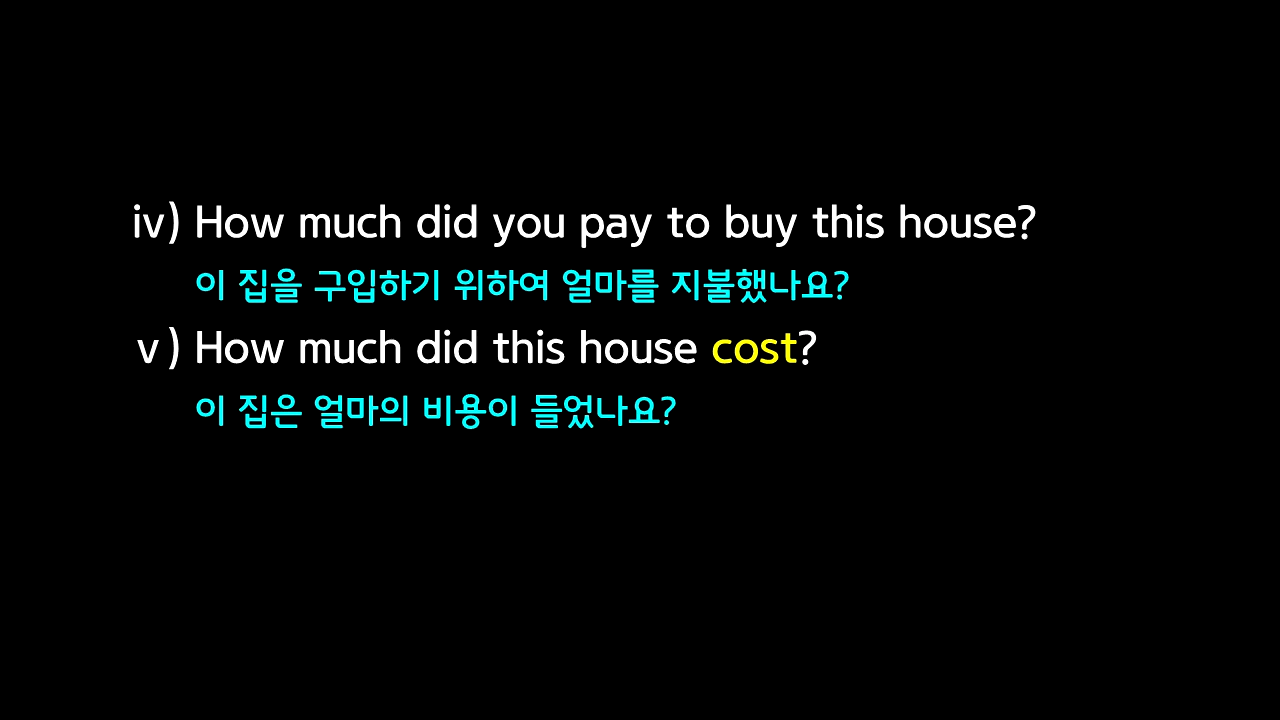 iv) How much did you pay to buy this house?
이 집을 구입하기 위하여 얼마를 지불했나요?
v) How much did this house cost?
이 집은 얼마의 비용이 들었나요?